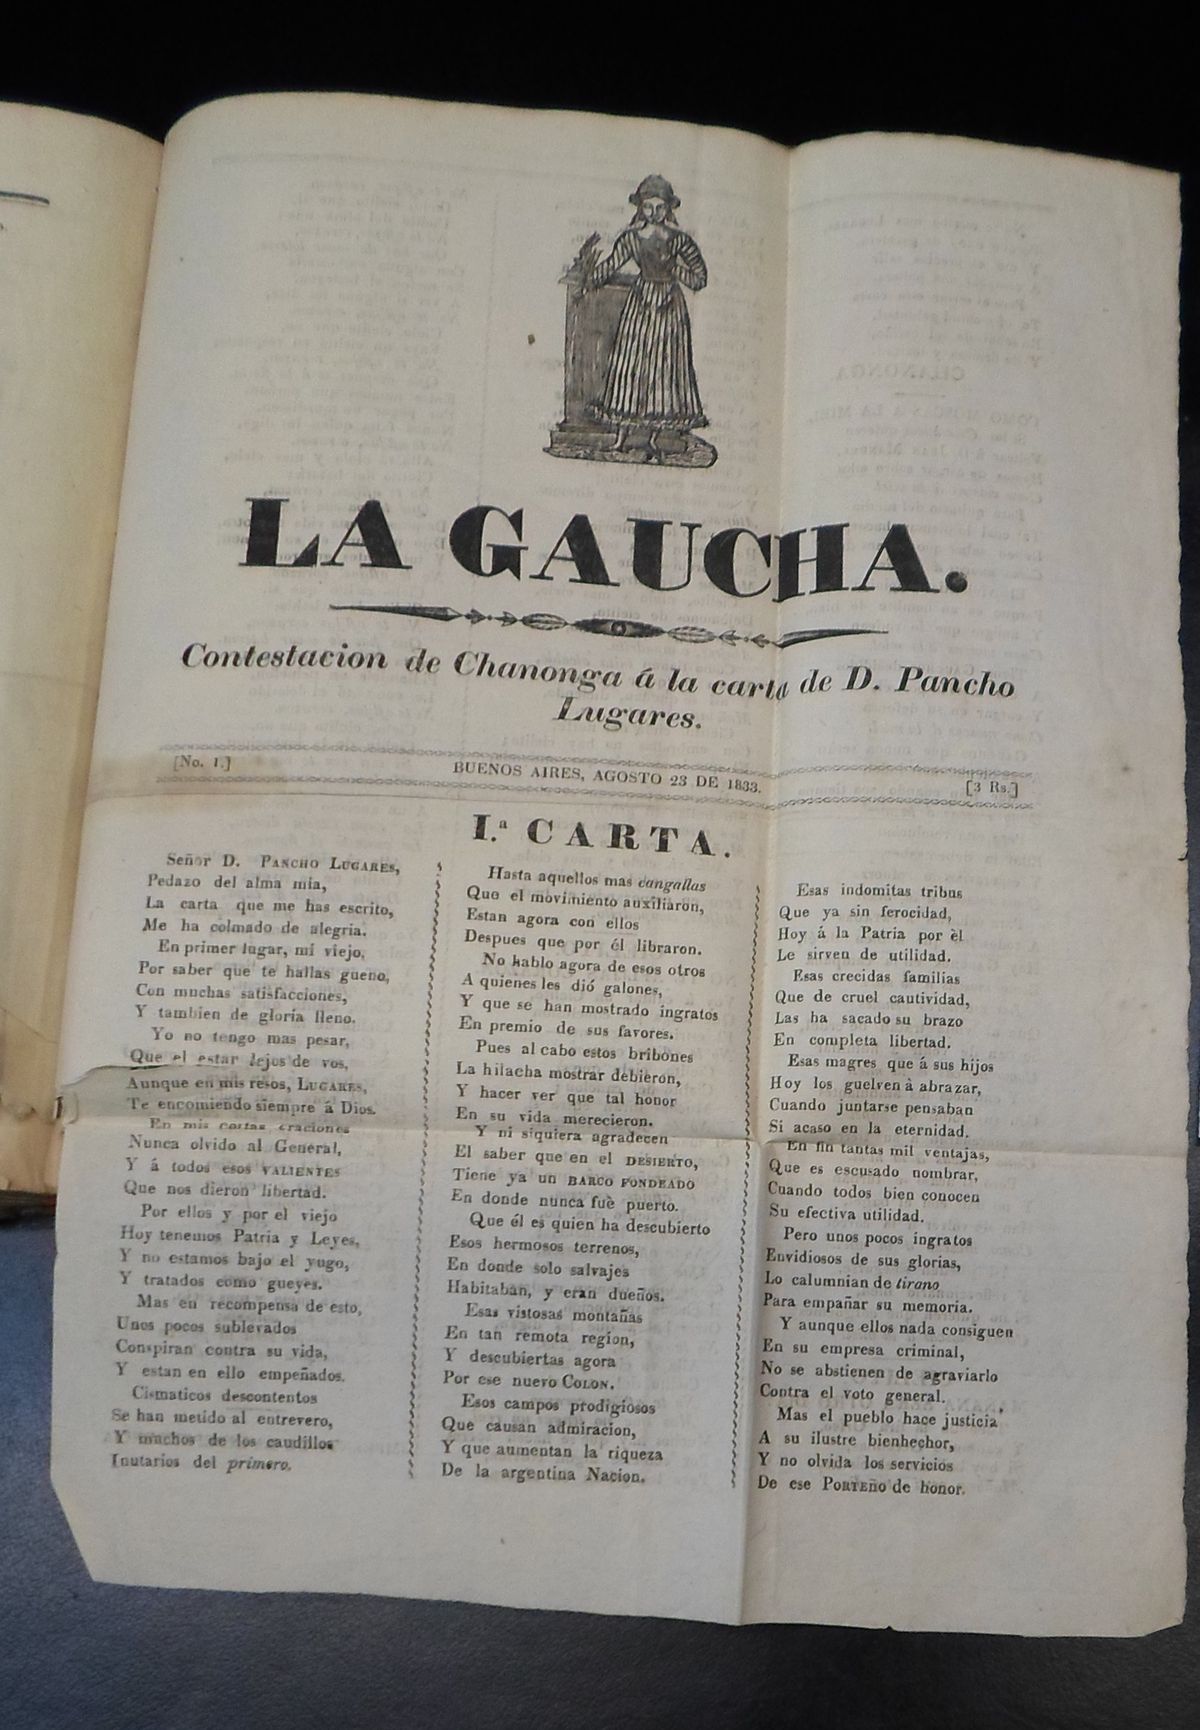 LA GAUCHA.
Contestacion de Chanonga á la carta de D. Pancho
Lugares.
[No. 1.]
BUENOS AIRES, AGOSTO 23 DE 1833.
[3 Rs.]
I.ª CARTA.
Señor D. PANCHO LUGARES,
Pedazo del alma mia,
La carta que me has escrito,
Me ha colmado de alegria.
En primer lugar, mi viejo,
Por saber que te hallas gueno,
Con muchas satisfacciones,
Y tambien de gloria lleno.
Yo no tengo mas pesar,
Que el estar lejos de vos,
Aunque en mis resos, LUGARES,
Te encomiendo siempre á Dios.
En mis cortas oraciones
Nunca olvido al General,
Y á todos esos VALIENTES
Que nos dieron libertad.
Por ellos y por el viejo
Hoy tenemos Patria y Leyes,
Y no estamos bajo el yugo,
Y tratados como gueyes.
Mas en recompensa de esto,
Unos pocos sublevados
Conspiran contra su vida,
Y estan en ello empeñados.
Cismaticos descontentos
Se han metido al entrevero,
Y muchos de los caudillos
Inutarios del primero.
Hasta aquellos mas cangallas
Que el movimiento auxiliaron,
Estan agora con ellos
Despues que por él libraron.
No hablo agora de esos otros
A quienes les dió galones,
Y que se han mostrado ingratos
En premio de sus favores.
Pues al cabo estos bribones
La hilacha mostrar debieron,
Y hacer ver que tal honor
En su vida merecieron.
Y ni siquiera agradecen
El saber que en el DESIERTO,
Tiene ya un BARCO FONDEADO
En donde nunca fuè puerto.
Que él es quien ha descubierto
Esos hermosos terrenos,
En donde solo salvajes
Habitaban, y eran dueños.
Esas vistosas montañas
En tan remota region,
Y descubiertas agora
Por ese nuevo COLON.
Esos campos prodigiosos
Que causan admiracion,
Y que aumentan la riqueza
De la argentina Nacion.
Esas indomitas tribus
Que ya sin ferocidad,
Hoy á la Patria por èl
Le sirven de utilidad.
Esas crecidas familias
Que de cruel cautividad,
Las ha sacado su brazo
En completa libertad.
Esas magres que á sus hijos
Hoy los guelven à abrazar,
Cuando juntarse pensaban
Si acaso en la eternidad.
En fin tantas mil ventajas,
Que es escusado nombrar,
Cuando todos bien conocen
Su efectiva utilidad.
Pero unos pocos ingratos
Envidiosos de sus glorias,
Lo calumnian de tirano
Para empañar su memoria.
Y aunque ellos nada consiguen
En su empresa criminal,
No se abstienen de agraviarlo
Contra el voto general.
Mas el pueblo hace justicia
A su ilustre bienhechor,
Y no olvida los servicios
De ese PORTEÑO de honor.